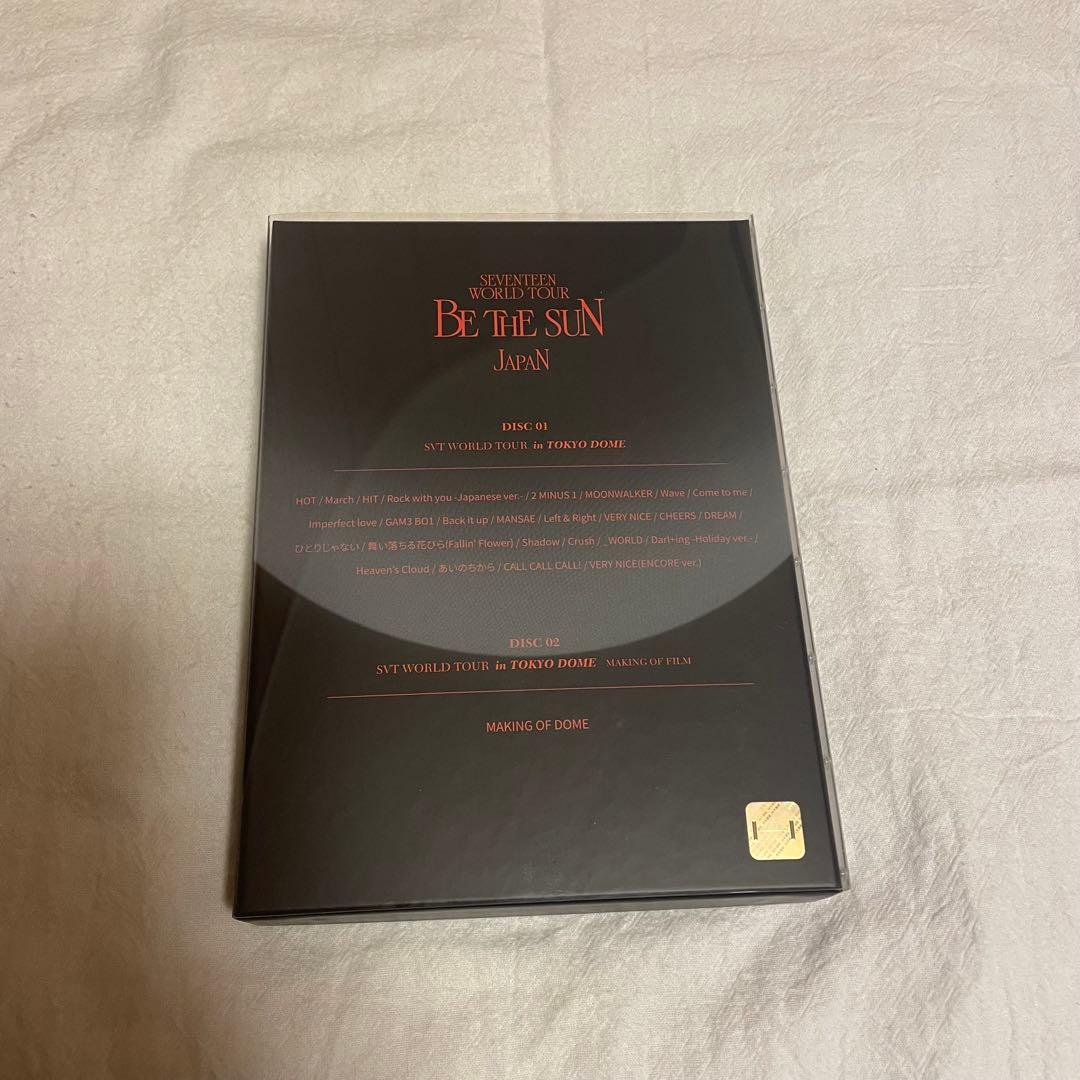 SEVENTEEN
WORLD TOUR
BE THE SUN
JAPAN
DISC 01
SVT WORLD TOUR in TOKYO DOME
HOT / March / HIT / Rock with you -Japanese ver.- / 2 MINUS 1 / MOONWALKER / Wave / Come to me /
Imperfect love / GAM3 BO1 / Back it up / MANSAE / Left & Right / VERY NICE / CHEERS / DREAM /
ひとりじゃない / 舞い落ちる花びら(Fallin' Flower) / Shadow / Crush / _WORLD / Darl+ing -Holiday ver.- /
Heaven's Cloud / あいのちから / CALL CALL CALL! / VERY NICE(ENCORE ver.)
DISC 02
SVT WORLD TOUR in TOKYO DOME MAKING OF FILM
MAKING OF DOME